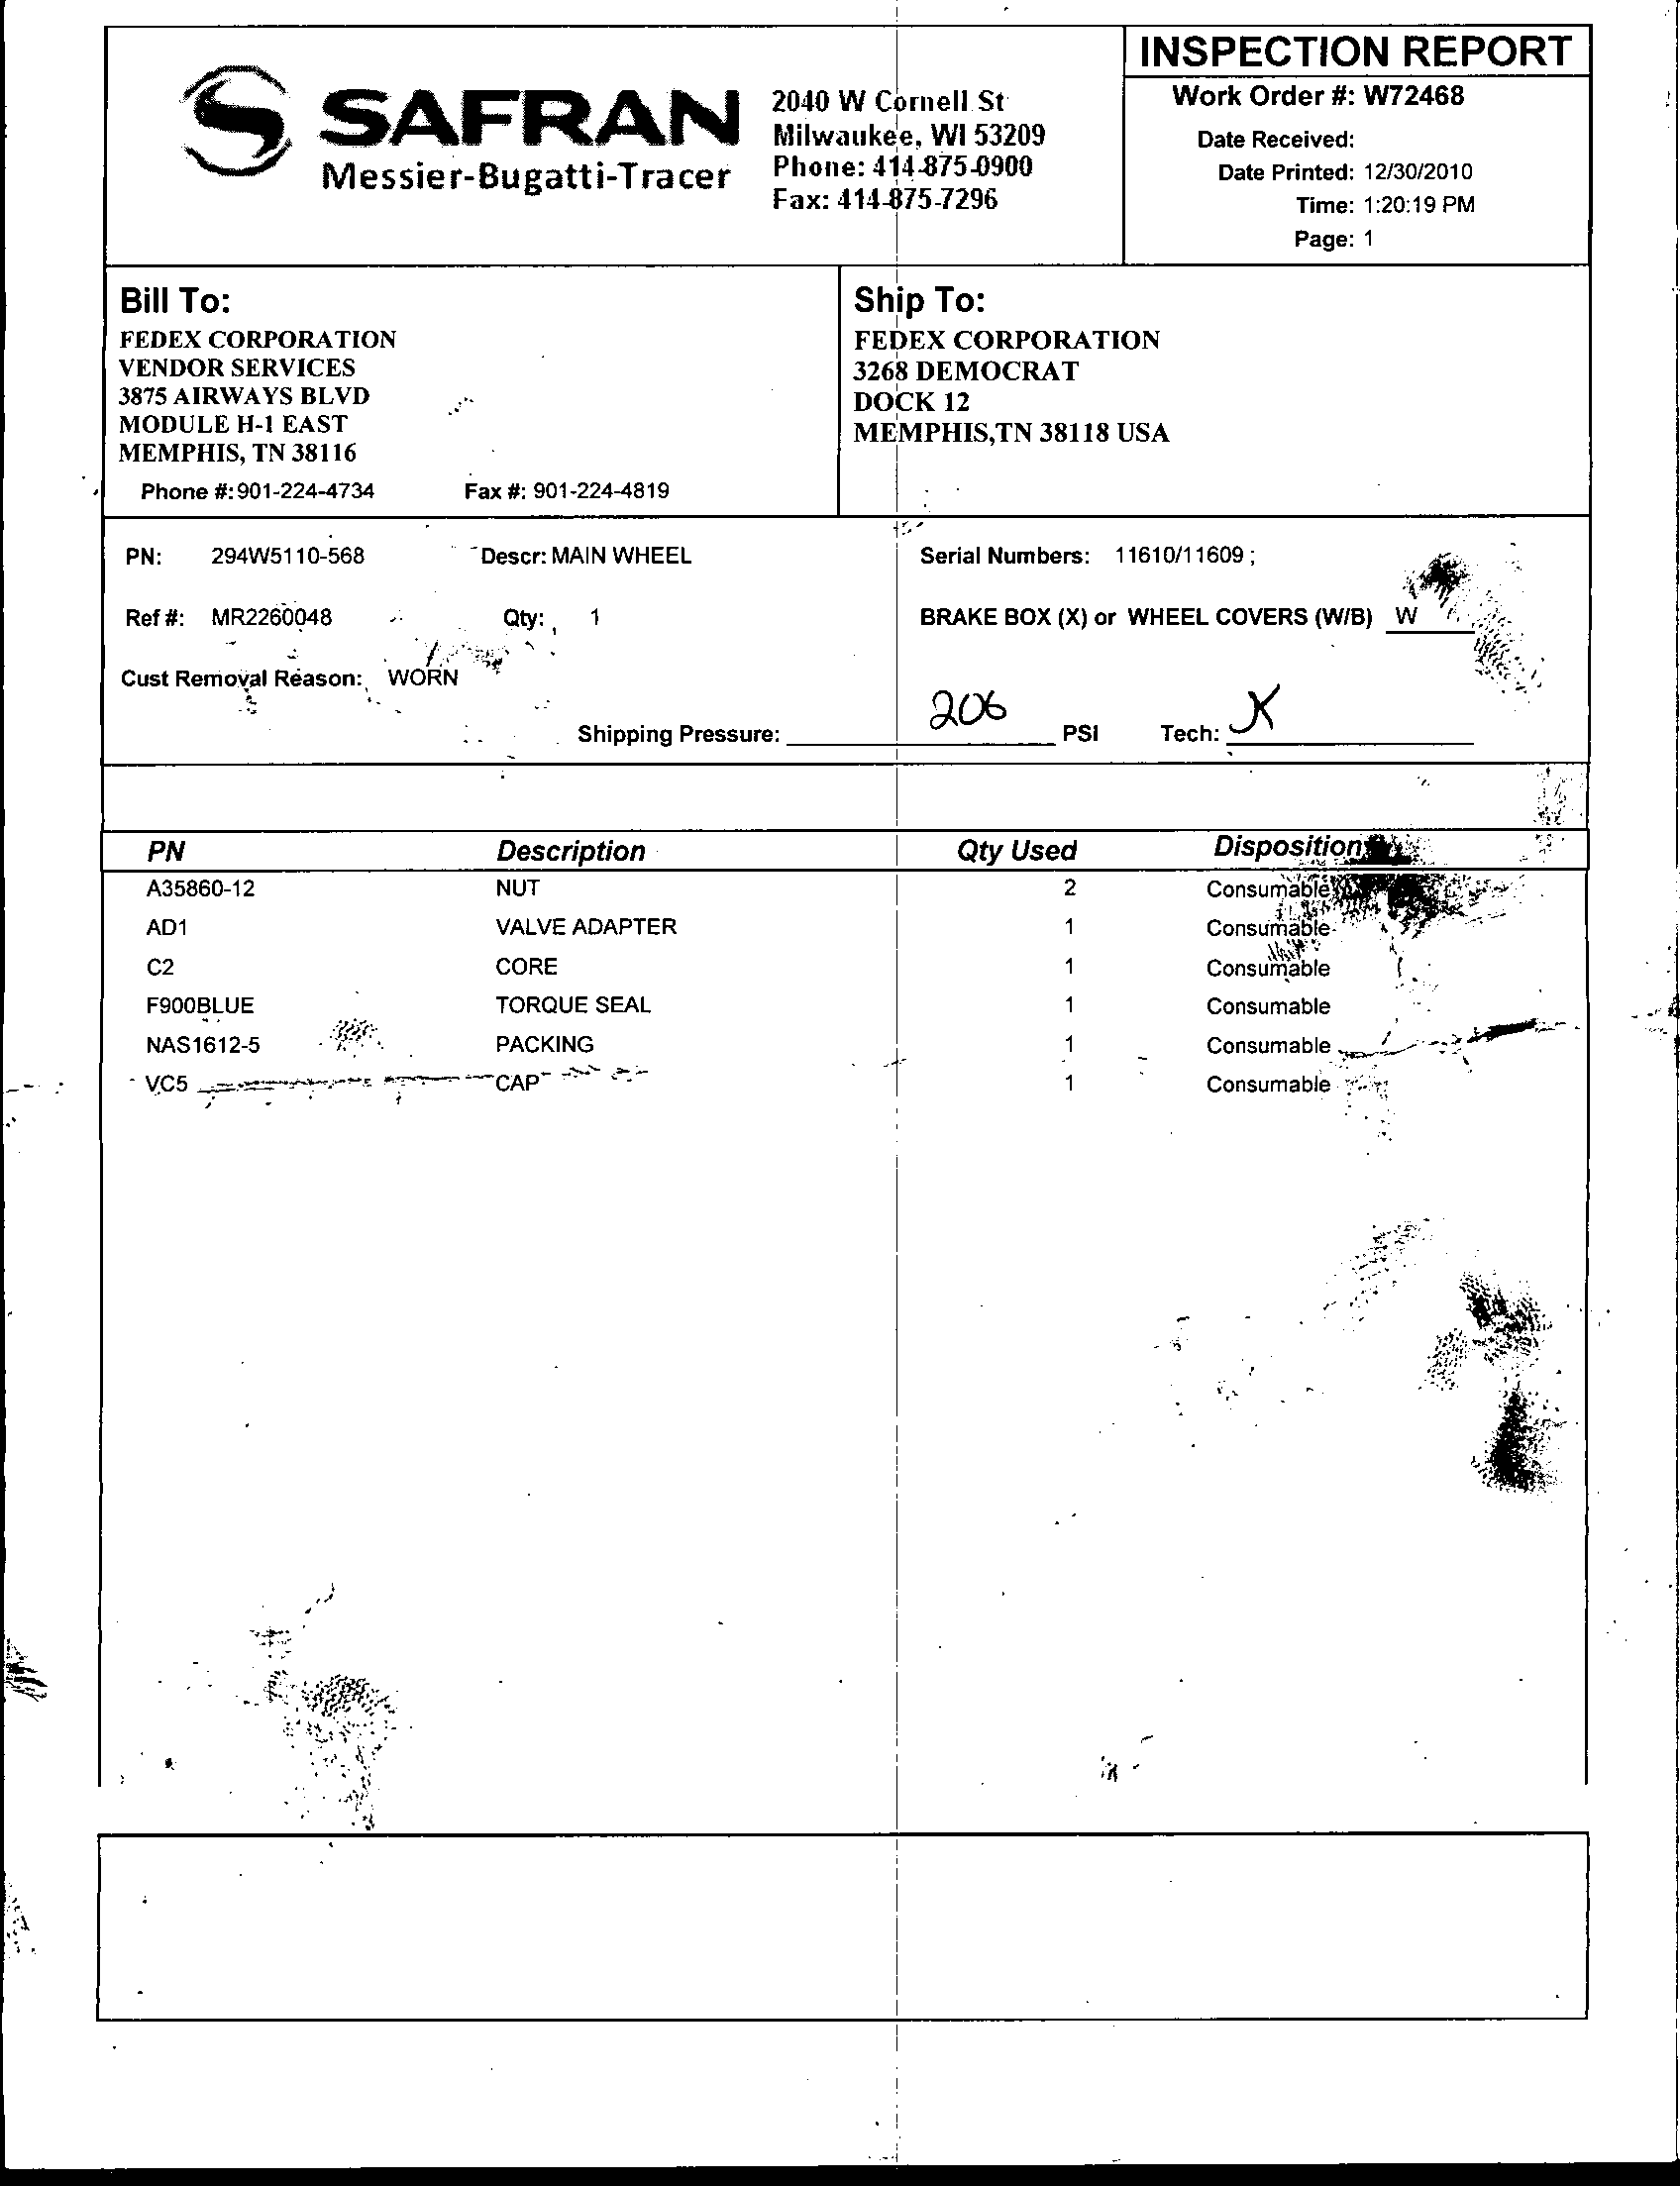 SAFRAN
Messier-Bugatti-Tracer
2040 W Cornell St
Milwaukee, WI 53209
Phone: 414-875-0900
Fax: 414-875-7296
INSPECTION REPORT
Work Order #: W72468
Date Received:
Date Printed: 12/30/2010
Time: 1:20:19 PM
Page: 1
Bill To:
FEDEX CORPORATION
VENDOR SERVICES
3875 AIRWAYS BLVD
MODULE H-1 EAST
MEMPHIS, TN 38116
Phone #: 901-224-4734 Fax #: 901-224-4819
Ship To:
FEDEX CORPORATION
3268 DEMOCRAT
DOCK 12
MEMPHIS,TN 38118 USA
PN: 294W5110-568 Descr: MAIN WHEEL Serial Numbers: 11610/11609 ;
Ref #: MR2260048 Qty: 1 BRAKE BOX (X) or WHEEL COVERS (W/B) W
Cust Removal Reason: WORN
Shipping Pressure: 206 PSI Tech: K
PN Description Qty Used Disposition
A35860-12 NUT 2 Consumable
AD1 VALVE ADAPTER 1 Consumable
C2 CORE 1 Consumable
F900BLUE TORQUE SEAL 1 Consumable
NAS1612-5 PACKING 1 Consumable
VC5 CAP 1 Consumable